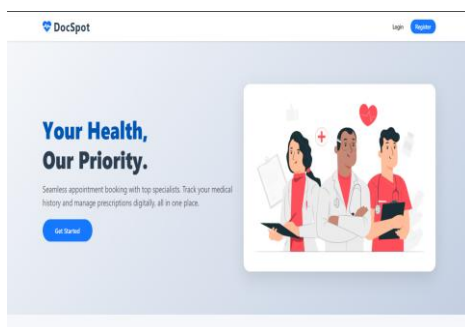 DocSpot
Login Register
Your Health,
Our Priority.
Seamless appointment booking with top specialists. Track your medical
history and manage prescriptions digitally, all in one place.
Get Started